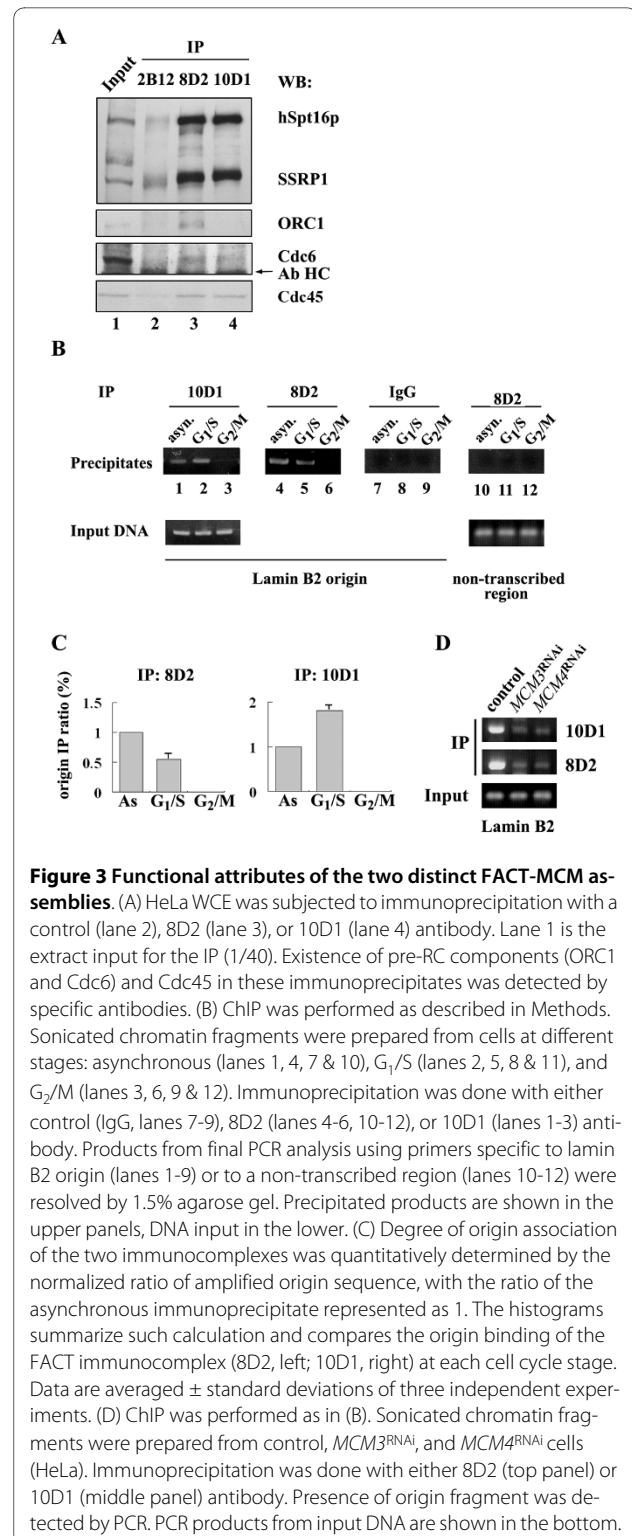 A
IP
Input
2B12 8D2 10D1 WB:
hSpt16p
SSRP1
ORC1
Cdc6
Ab HC
Cdc45
1 2 3 4
B
IP 10D1 8D2 IgG 8D2
asyn. G1/S G2/M asyn. G1/S G2/M asyn. G1/S G2/M asyn. G1/S G2/M
Precipitates
1 2 3 4 5 6 7 8 9 10 11 12
Input DNA
Lamin B2 origin
non-transcribed
region
C
IP: 8D2
origin IP ratio (%)
1.5
1
0.5
0
As G1/S G2/M
IP: 10D1
2
1
0
As G1/S G2/M
D
control MCM3RNAi MCM4RNAi
IP
10D1
8D2
Input
Lamin B2
Figure 3 Functional attributes of the two distinct FACT-MCM as-
semblies. (A) HeLa WCE was subjected to immunoprecipitation with a
control (lane 2), 8D2 (lane 3), or 10D1 (lane 4) antibody. Lane 1 is the
extract input for the IP (1/40). Existence of pre-RC components (ORC1
and Cdc6) and Cdc45 in these immunoprecipitates was detected by
specific antibodies. (B) ChIP was performed as described in Methods.
Sonicated chromatin fragments were prepared from cells at different
stages: asynchronous (lanes 1, 4, 7 & 10), G1/S (lanes 2, 5, 8 & 11), and
G2/M (lanes 3, 6, 9 & 12). Immunoprecipitation was done with either
control (IgG, lanes 7-9), 8D2 (lanes 4-6, 10-12), or 10D1 (lanes 1-3) anti-
body. Products from final PCR analysis using primers specific to lamin
B2 origin (lanes 1-9) or to a non-transcribed region (lanes 10-12) were
resolved by 1.5% agarose gel. Precipitated products are shown in the
upper panels, DNA input in the lower. (C) Degree of origin association
of the two immunocomplexes was quantitatively determined by the
normalized ratio of amplified origin sequence, with the ratio of the
asynchronous immunoprecipitate represented as 1. The histograms
summarize such calculation and compares the origin binding of the
FACT immunocomplex (8D2, left; 10D1, right) at each cell cycle stage.
Data are averaged ± standard deviations of three independent exper-
iments. (D) ChIP was performed as in (B). Sonicated chromatin frag-
ments were prepared from control, MCM3RNAi, and MCM4RNAi cells
(HeLa). Immunoprecipitation was done with either 8D2 (top panel) or
10D1 (middle panel) antibody. Presence of origin fragment was de-
tected by PCR. PCR products from input DNA are shown in the bottom.